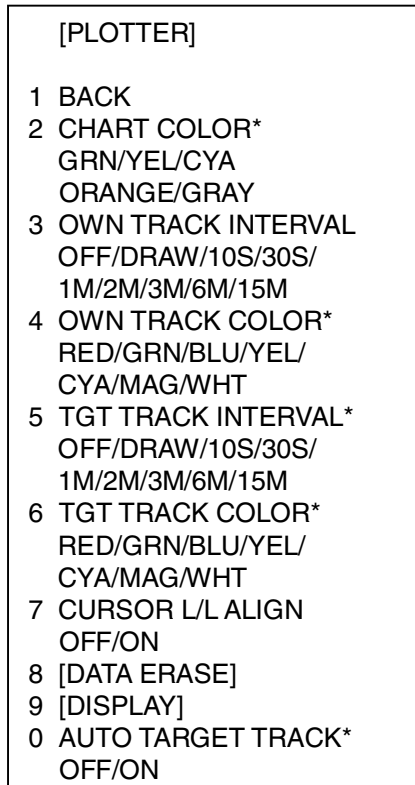 [PLOTTER]
1 BACK
2 CHART COLOR*
GRN/YEL/CYA
ORANGE/GRAY
3 OWN TRACK INTERVAL
OFF/DRAW/10S/30S/
1M/2M/3M/6M/15M
4 OWN TRACK COLOR*
RED/GRN/BLU/YEL/
CYA/MAG/WHT
5 TGT TRACK INTERVAL*
OFF/DRAW/10S/30S/
1M/2M/3M/6M/15M
6 TGT TRACK COLOR*
RED/GRN/BLU/YEL/
CYA/MAG/WHT
7 CURSOR L/L ALIGN
OFF/ON
8 [DATA ERASE]
9 [DISPLAY]
0 AUTO TARGET TRACK*
OFF/ON